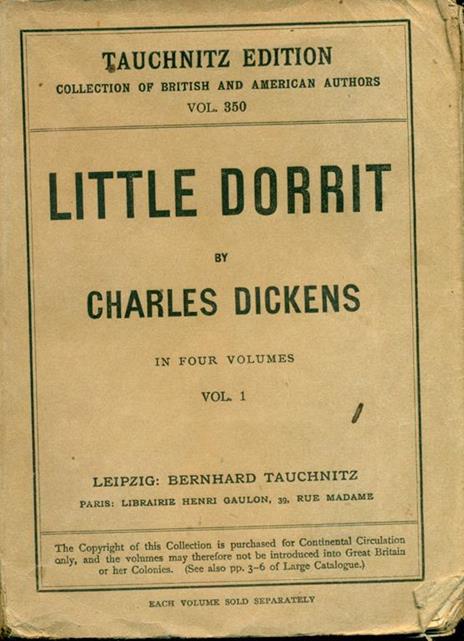 TAUCHNITZ EDITION
COLLECTION OF BRITISH AND AMERICAN AUTHORS
VOL. 350
LITTLE DORRIT
BY
CHARLES DICKENS
IN FOUR VOLUMES
VOL. 1
LEIPZIG: BERNHARD TAUCHNITZ
PARIS: LIBRAIRIE HENRI GAULON, 39, RUE MADAME
The Copyright of this Collection is purchased for Continental Circulation
only, and the volumes may therefore not be introduced into Great Britain
or her Colonies. (See also pp. 3-6 of Large Catalogue.)
EACH VOLUME SOLD SEPARATELY